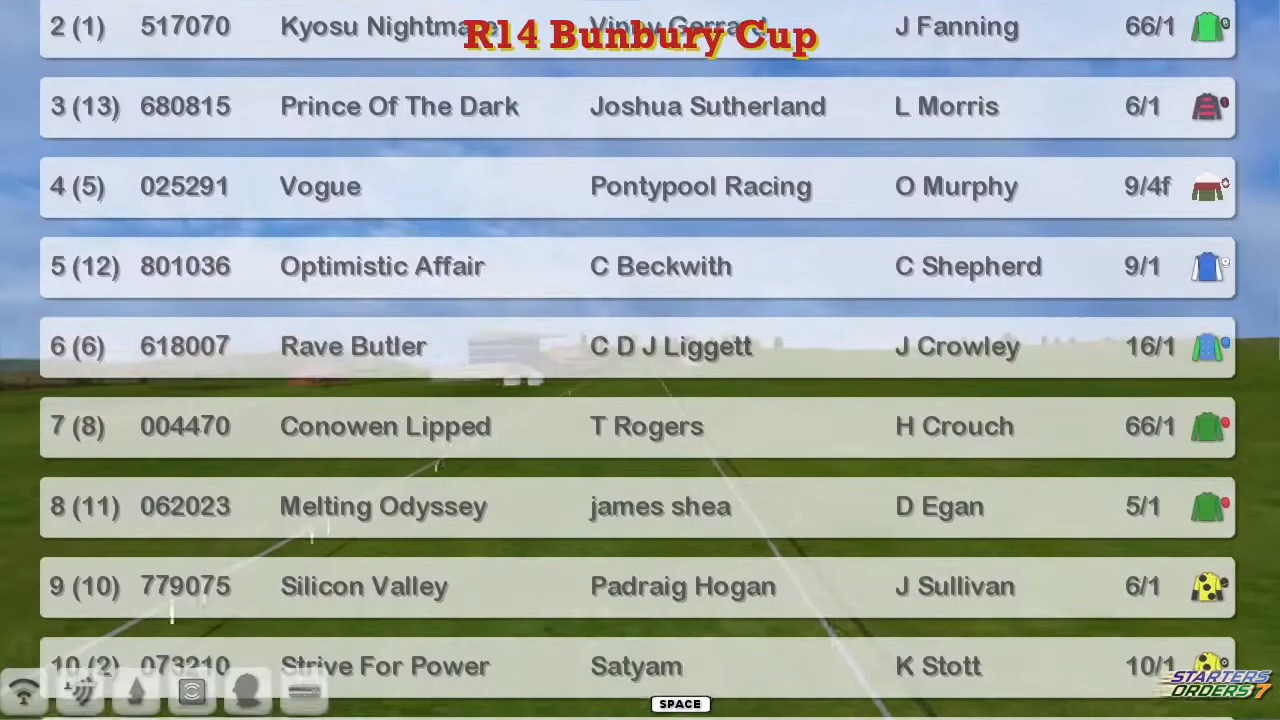 R14 Bunbury Cup
2 (1) 517070 Kyosu Nightmare Vinny Gerrard J Fanning 66/1
3 (13) 680815 Prince Of The Dark Joshua Sutherland L Morris 6/1
4 (5) 025291 Vogue Pontypool Racing O Murphy 9/4f
5 (12) 801036 Optimistic Affair C Beckwith C Shepherd 9/1
6 (6) 618007 Rave Butler C D J Liggett J Crowley 16/1
7 (8) 004470 Conowen Lipped T Rogers H Crouch 66/1
8 (11) 062023 Melting Odyssey james shea D Egan 5/1
9 (10) 779075 Silicon Valley Padraig Hogan J Sullivan 6/1
10 (2) 073210 Strive For Power Satyam K Stott 10/1
STARTERS
ORDERS 7
SPACE